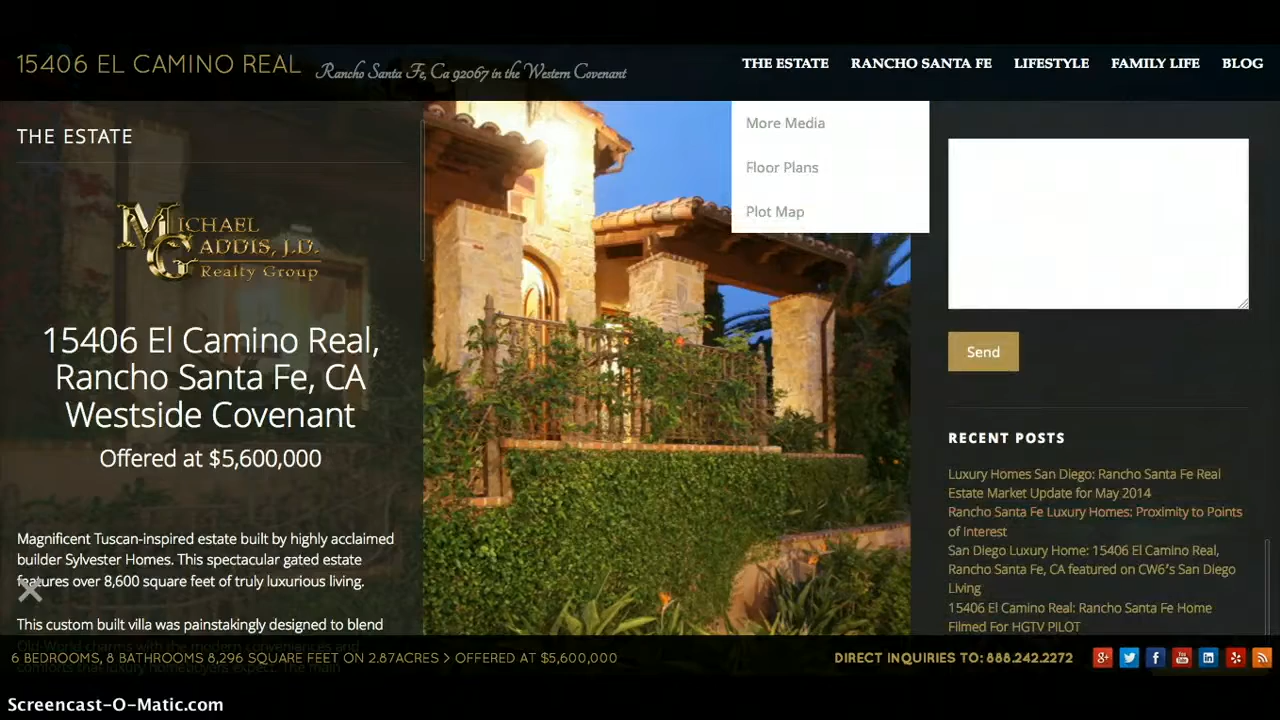 15406 EL CAMINO REAL
Rancho Santa Fe, Ca 92067 in the Western Covenant
THE ESTATE
RANCHO SANTA FE
LIFESTYLE
FAMILY LIFE
BLOG
More Media
Floor Plans
Plot Map
THE ESTATE
MICHAEL
GADDIS, J.D.
Realty Group
15406 El Camino Real,
Rancho Santa Fe, CA
Westside Covenant
Offered at $5,600,000
Magnificent Tuscan-inspired estate built by highly acclaimed
builder Sylvester Homes. This spectacular gated estate
features over 8,600 square feet of truly luxurious living.
This custom built villa was painstakingly designed to blend
Old World charms with the modern conveniences and
Send
RECENT POSTS
Luxury Homes San Diego: Rancho Santa Fe Real
Estate Market Update for May 2014
Rancho Santa Fe Luxury Homes: Proximity to Points
of Interest
San Diego Luxury Home: 15406 El Camino Real,
Rancho Santa Fe, CA featured on CW6's San Diego
Living
15406 El Camino Real: Rancho Santa Fe Home
Filmed For HGTV PILOT
6 BEDROOMS, 8 BATHROOMS 8,296 SQUARE FEET ON 2.87ACRES > OFFERED AT $5,600,000
DIRECT INQUIRIES TO: 888.242.2272
Screencast-O-Matic.com